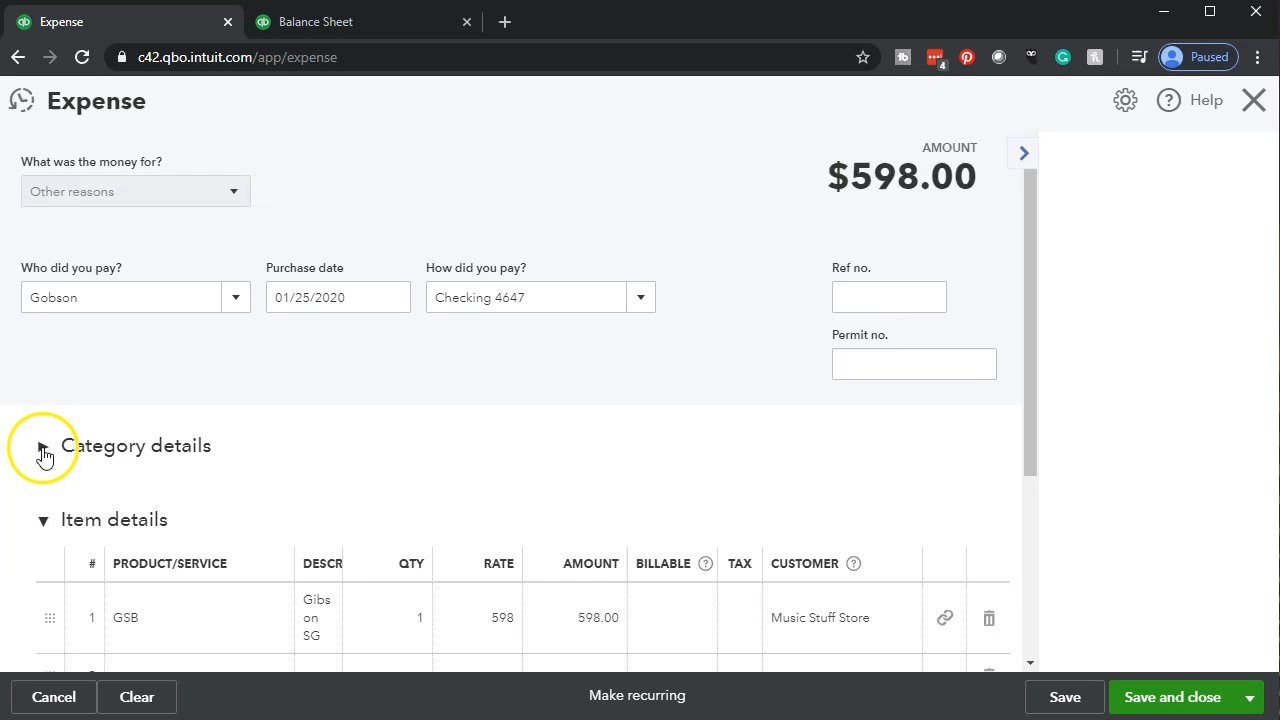 Expense
Balance Sheet
c42.qbo.intuit.com/app/expense
4
Paused
Expense
Help
What was the money for?
AMOUNT
Other reasons
$598.00
Who did you pay?
Purchase date
How did you pay?
Ref no.
Gobson
01/25/2020
Checking 4647
Permit no.
Category details
Item details
# PRODUCT/SERVICE DESCR QTY RATE AMOUNT BILLABLE TAX CUSTOMER
1 GSB Gibs 1 598 598.00 Music Stuff Store
on
SG
Cancel
Clear
Make recurring
Save
Save and close